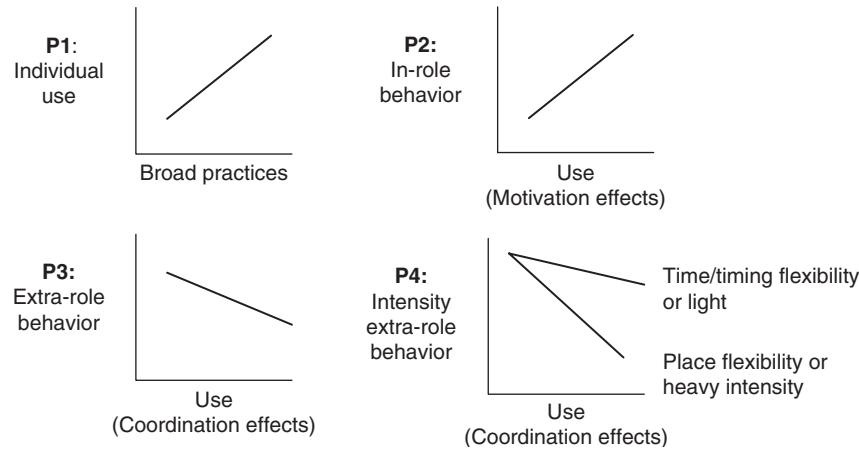 P1:
Individual
use
Broad practices
P2:
In-role
behavior
Use
(Motivation effects)
P3:
Extra-role
behavior
Use
(Coordination effects)
P4:
Intensity
extra-role
behavior
Time/timing flexibility
or light
Place flexibility or
heavy intensity
Use
(Coordination effects)